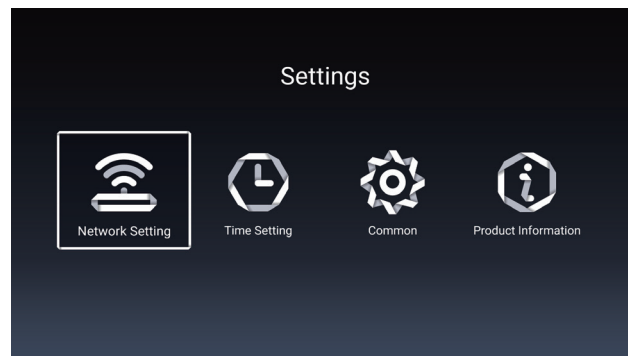 Settings
Network Setting
Time Setting
Common
Product Information